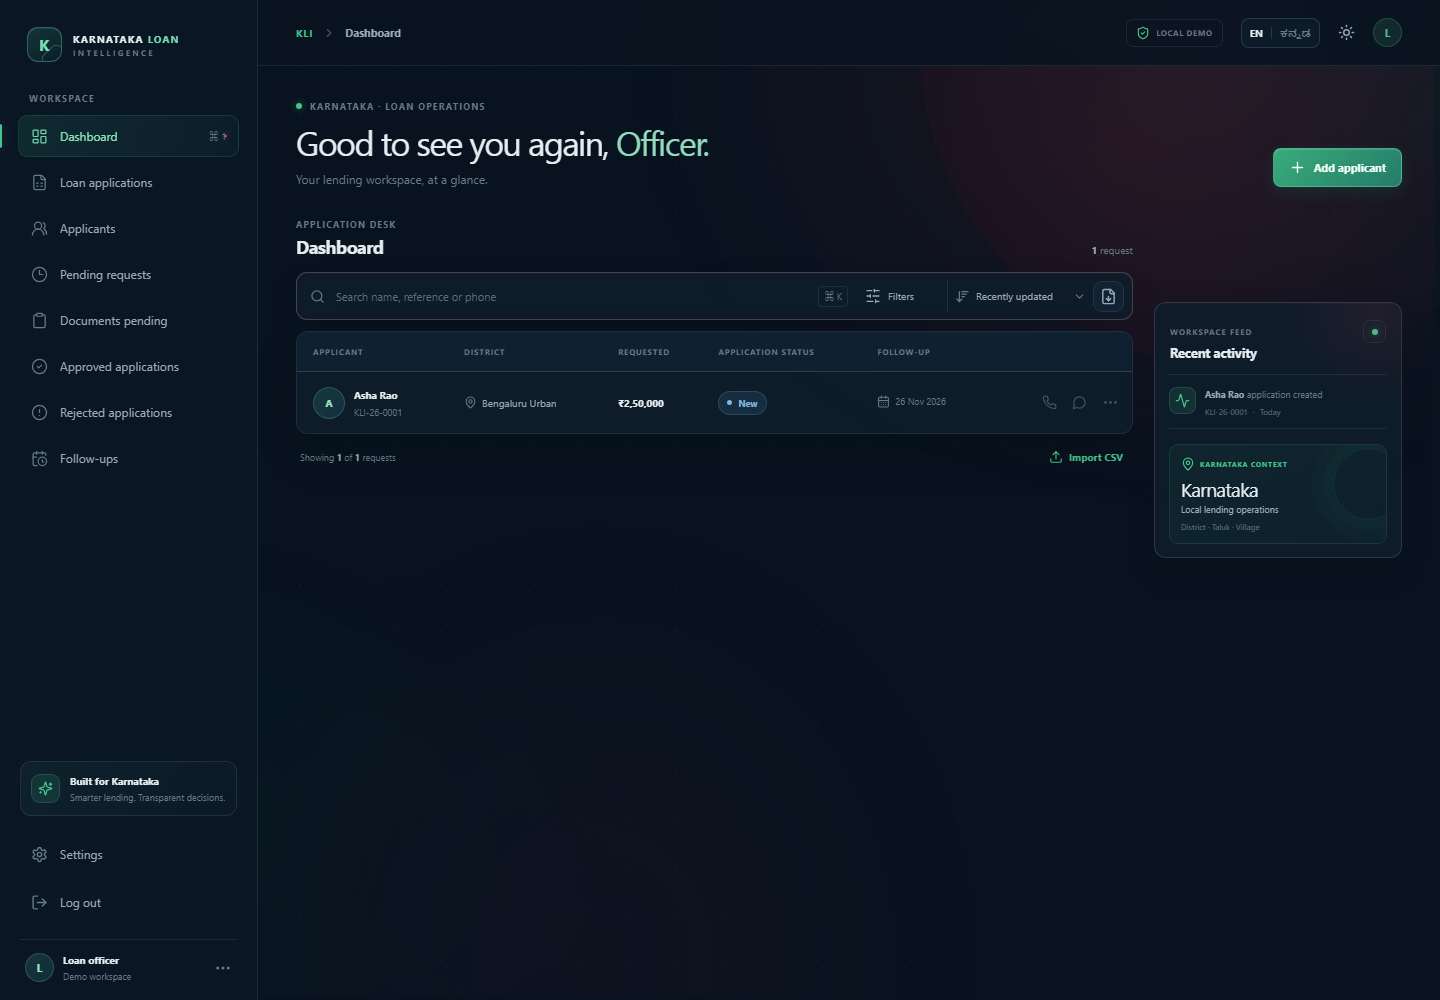 K
KARNATAKA LOAN
INTELLIGENCE
WORKSPACE
Dashboard
⌘
Loan applications
Applicants
Pending requests
Documents pending
Approved applications
Rejected applications
Follow-ups
Built for Karnataka
Smarter lending. Transparent decisions.
Settings
Log out
L
Loan officer
Demo workspace
KLI
Dashboard
LOCAL DEMO
EN
ಕನ್ನಡ
L
KARNATAKA · LOAN OPERATIONS
Good to see you again, Officer.
Your lending workspace, at a glance.
Add applicant
APPLICATION DESK
Dashboard
1 request
Search name, reference or phone
⌘ K
Filters
Recently updated
APPLICANT DISTRICT REQUESTED APPLICATION STATUS FOLLOW-UP
A
Asha Rao
KLI-26-0001
Bengaluru Urban
₹2,50,000
New
26 Nov 2026
Showing 1 of 1 requests
Import CSV
WORKSPACE FEED
Recent activity
Asha Rao application created
KLI-26-0001 · Today
KARNATAKA CONTEXT
Karnataka
Local lending operations
District · Taluk · Village